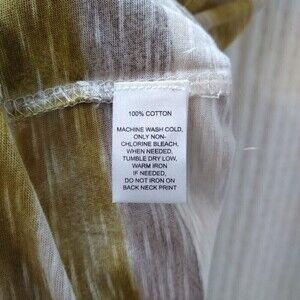 100% COTTON
MACHINE WASH COLD,
ONLY NON-
CHLORINE BLEACH,
WHEN NEEDED,
TUMBLE DRY LOW,
WARM IRON
IF NEEDED,
DO NOT IRON ON
BACK NECK PRINT